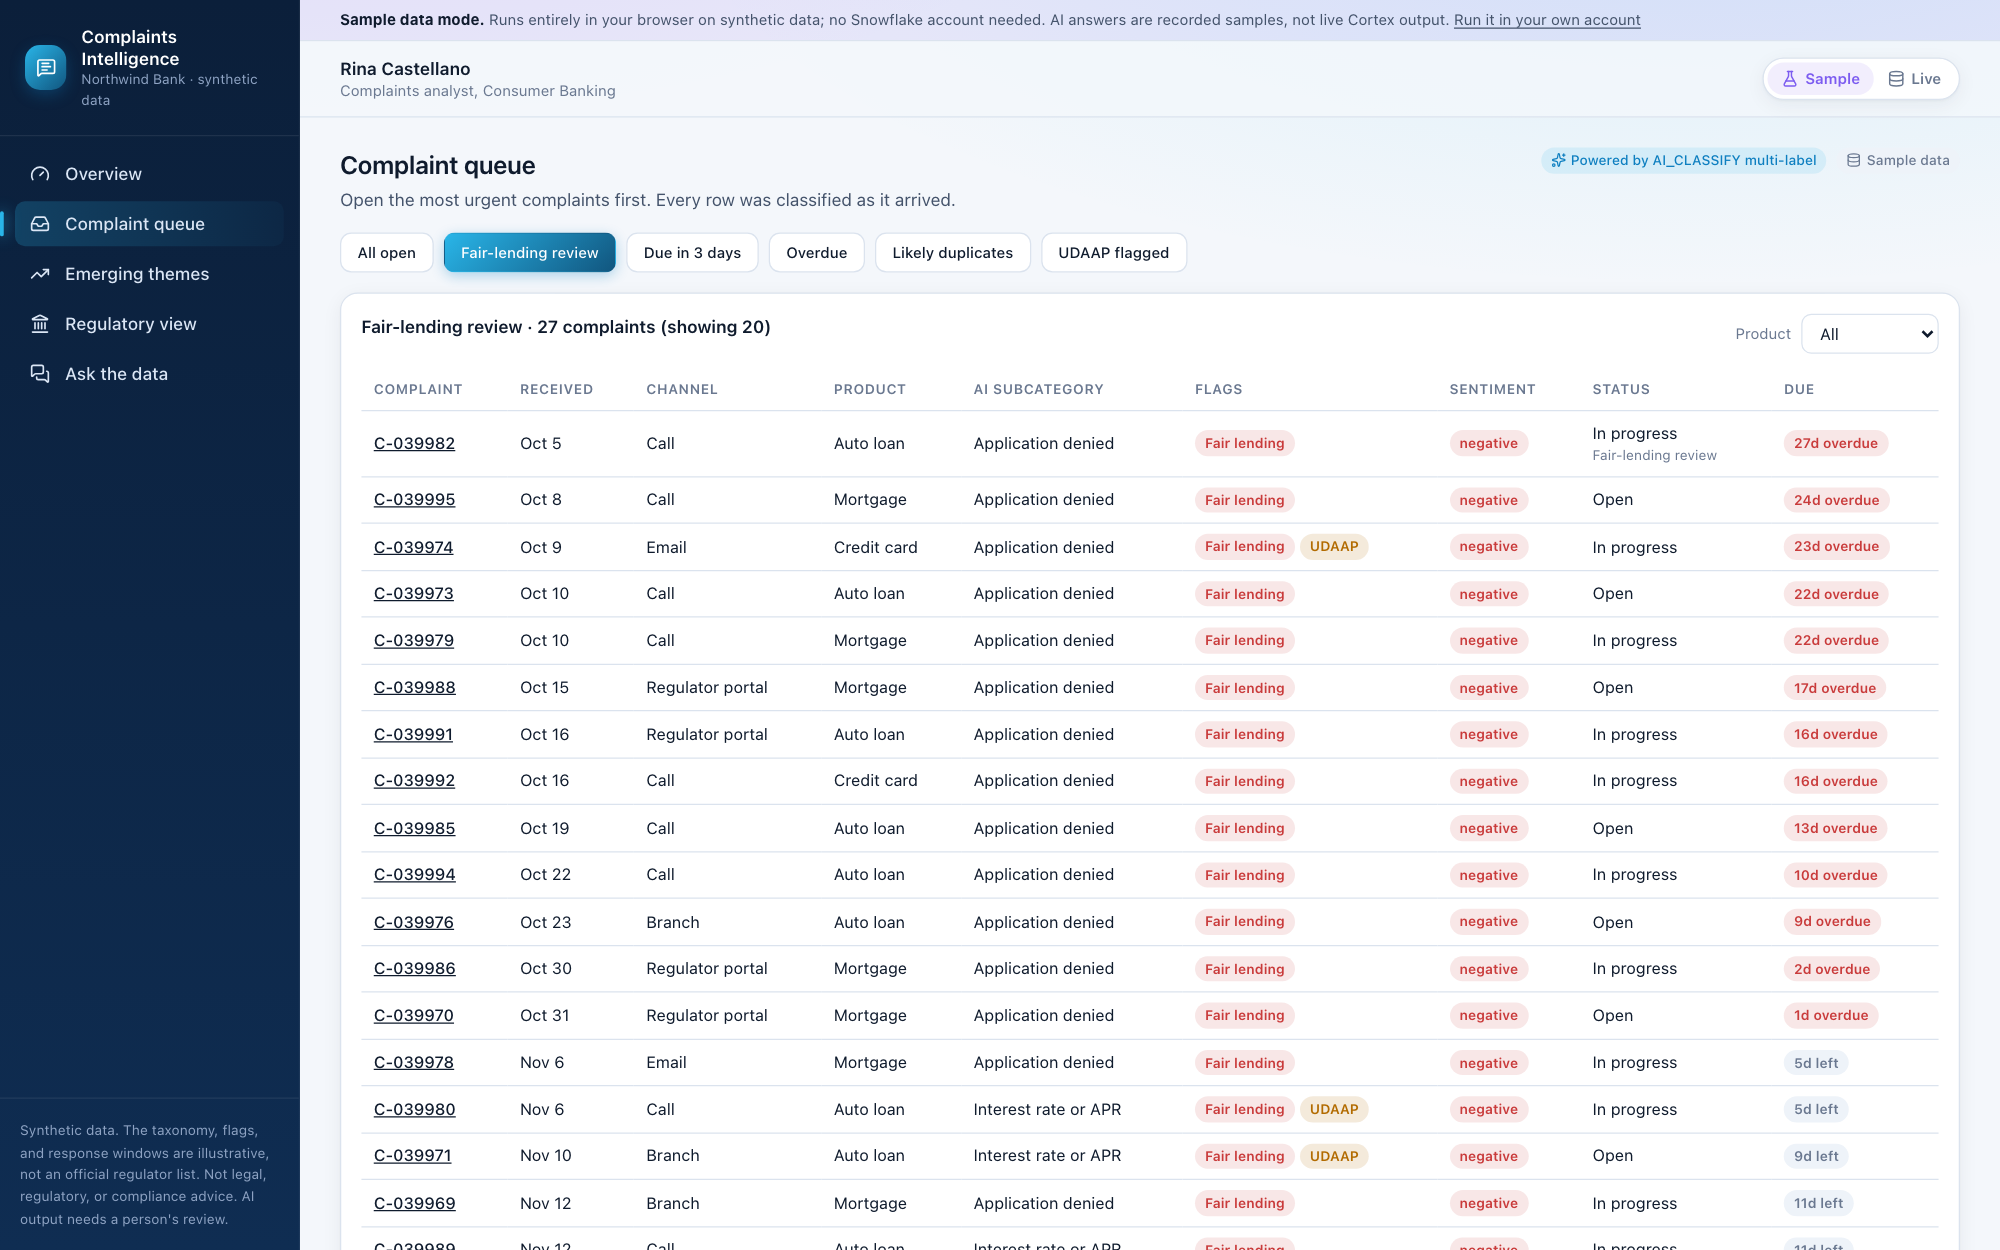 Complaints
Intelligence
Northwind Bank · synthetic
data
Overview
Complaint queue
Emerging themes
Regulatory view
Ask the data
Synthetic data. The taxonomy, flags,
and response windows are illustrative,
not an official regulator list. Not legal,
regulatory, or compliance advice. AI
output needs a person's review.
Sample data mode. Runs entirely in your browser on synthetic data; no Snowflake account needed. AI answers are recorded samples, not live Cortex output. Run it in your own account
Rina Castellano
Complaints analyst, Consumer Banking
Sample Live
Complaint queue
Open the most urgent complaints first. Every row was classified as it arrived.
Powered by AI_CLASSIFY multi-label Sample data
All open Fair-lending review Due in 3 days Overdue Likely duplicates UDAAP flagged
Fair-lending review · 27 complaints (showing 20)
Product All
COMPLAINT RECEIVED CHANNEL PRODUCT AI SUBCATEGORY FLAGS SENTIMENT STATUS DUE
C-039982 Oct 5 Call Auto loan Application denied Fair lending negative In progress 27d overdue
Fair-lending review
C-039995 Oct 8 Call Mortgage Application denied Fair lending negative Open 24d overdue
C-039974 Oct 9 Email Credit card Application denied Fair lending UDAAP negative In progress 23d overdue
C-039973 Oct 10 Call Auto loan Application denied Fair lending negative Open 22d overdue
C-039979 Oct 10 Call Mortgage Application denied Fair lending negative In progress 22d overdue
C-039988 Oct 15 Regulator portal Mortgage Application denied Fair lending negative Open 17d overdue
C-039991 Oct 16 Regulator portal Auto loan Application denied Fair lending negative In progress 16d overdue
C-039992 Oct 16 Call Credit card Application denied Fair lending negative In progress 16d overdue
C-039985 Oct 19 Call Auto loan Application denied Fair lending negative Open 13d overdue
C-039994 Oct 22 Call Auto loan Application denied Fair lending negative In progress 10d overdue
C-039976 Oct 23 Branch Auto loan Application denied Fair lending negative Open 9d overdue
C-039986 Oct 30 Regulator portal Mortgage Application denied Fair lending negative In progress 2d overdue
C-039970 Oct 31 Regulator portal Mortgage Application denied Fair lending negative Open 1d overdue
C-039978 Nov 6 Email Mortgage Application denied Fair lending negative In progress 5d left
C-039980 Nov 6 Call Auto loan Interest rate or APR Fair lending UDAAP negative In progress 5d left
C-039971 Nov 10 Branch Auto loan Interest rate or APR Fair lending UDAAP negative Open 9d left
C-039969 Nov 12 Branch Mortgage Application denied Fair lending negative In progress 11d left
C-039989 Nov 12 Call Auto loan Interest rate or APR Fair lending negative In progress 11d left